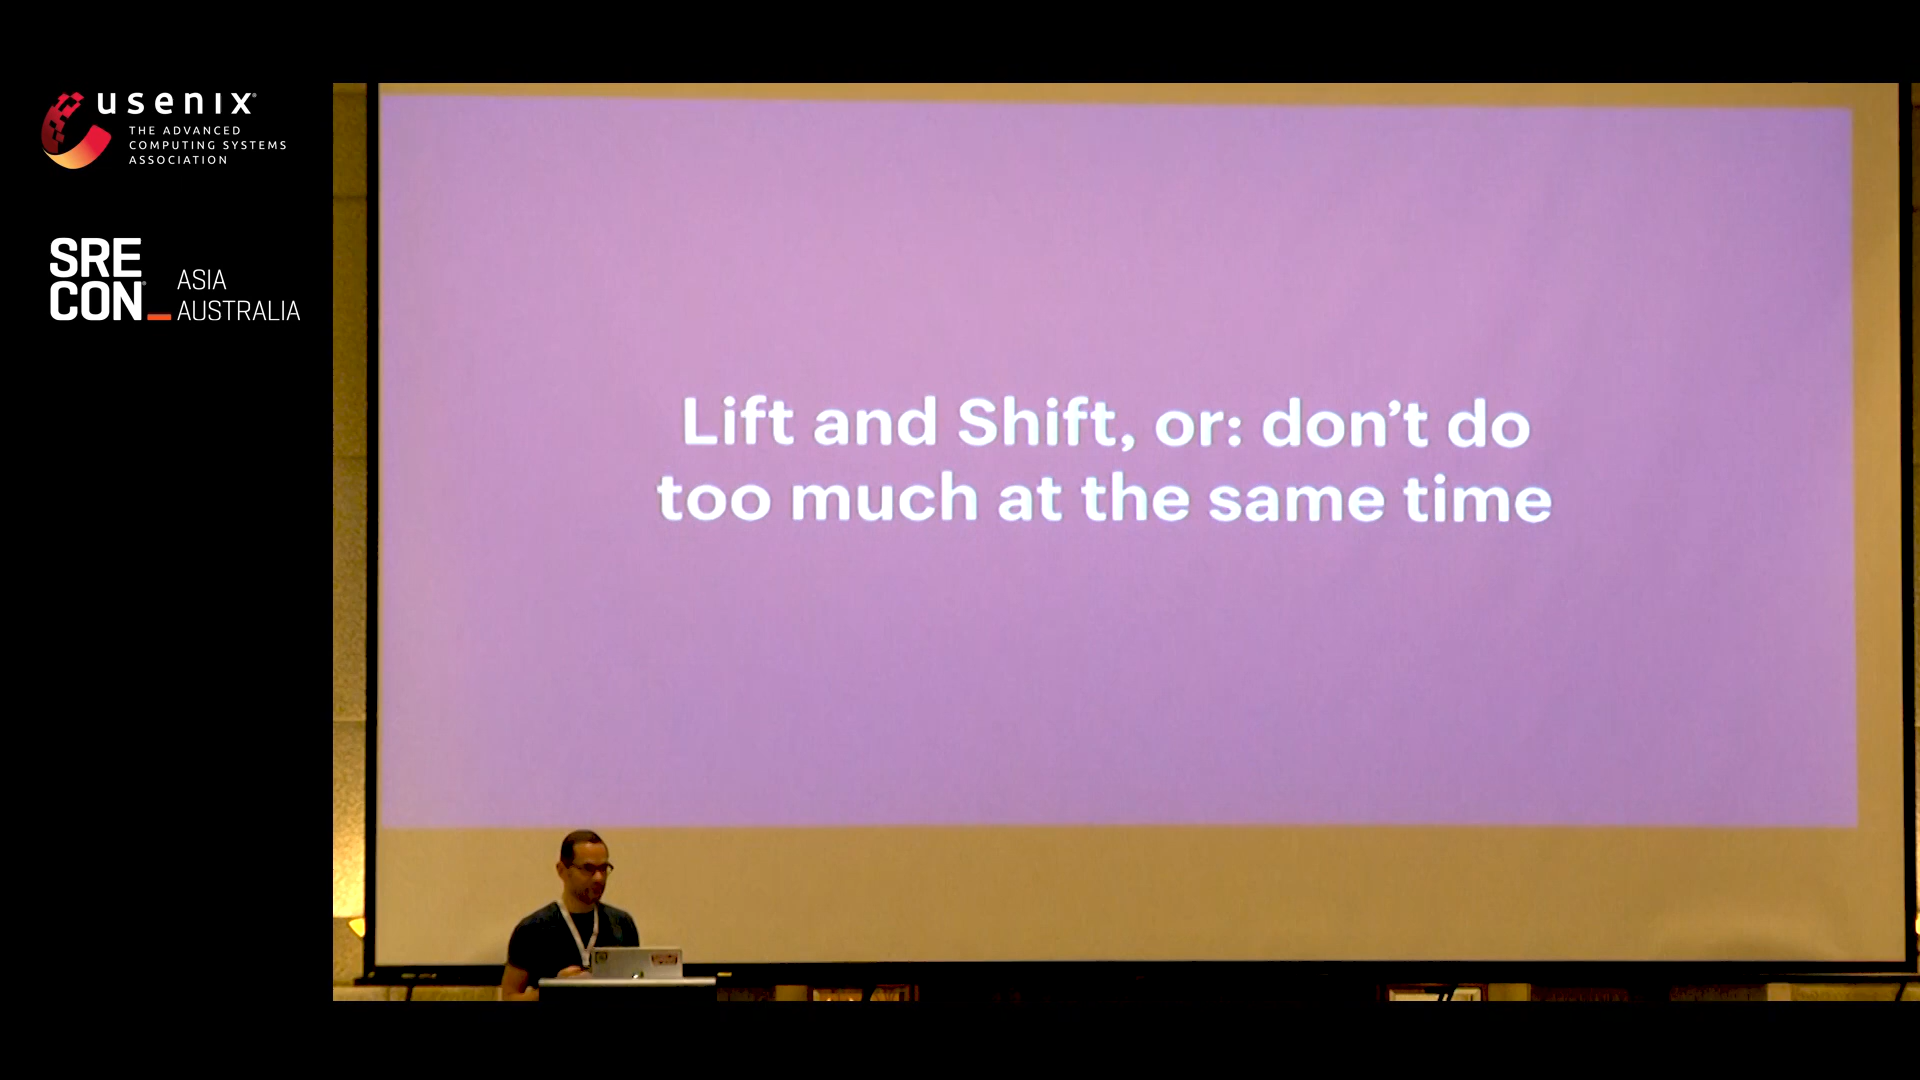 usenix®
THE ADVANCED
COMPUTING SYSTEMS
ASSOCIATION
SRE
CON®
ASIA
AUSTRALIA
Lift and Shift, or: don’t do
too much at the same time